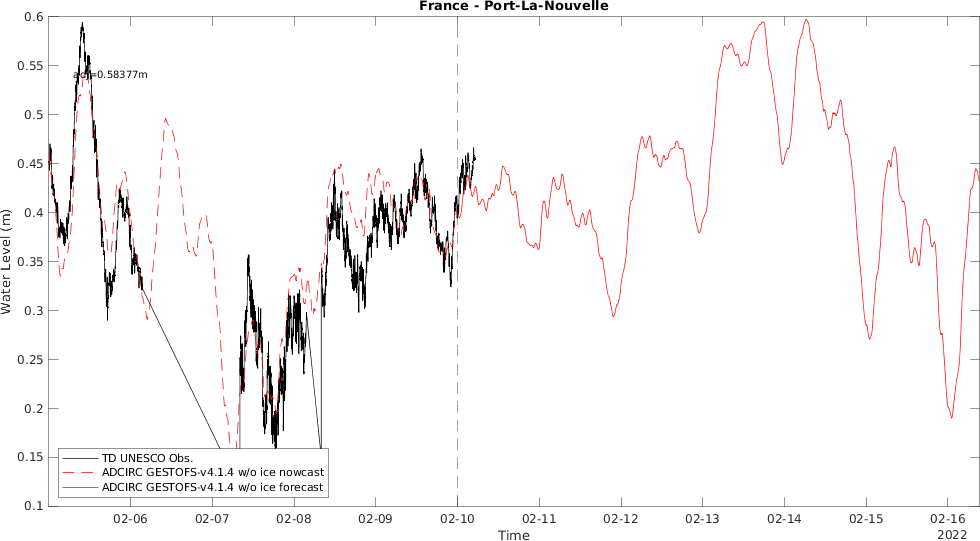 France - Port-La-Nouvelle
Water Level (m)
0.6
0.55
0.5
0.45
0.4
0.35
0.3
0.25
0.2
0.15
0.1
=0.58377m
TD UNESCO Obs.
ADCIRC GESTOFS-v4.1.4 w/o ice nowcast
ADCIRC GESTOFS-v4.1.4 w/o ice forecast
02-06 02-07 02-08 02-09 02-10 02-11 02-12 02-13 02-14 02-15 02-16
Time
2022